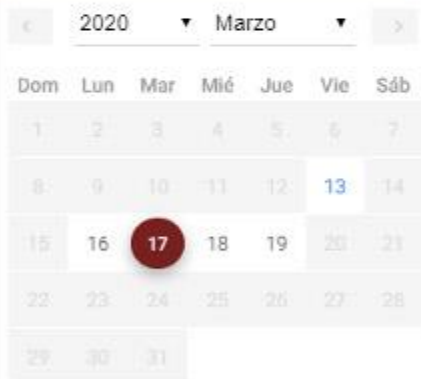 ‹ 2020 ▼ Marzo ▼ ›
Dom Lun Mar Mié Jue Vie Sáb
1 2 3 4 5 6 7
8 9 10 11 12 13 14
15 16 17 18 19 20 21
22 23 24 25 26 27 28
29 30 31